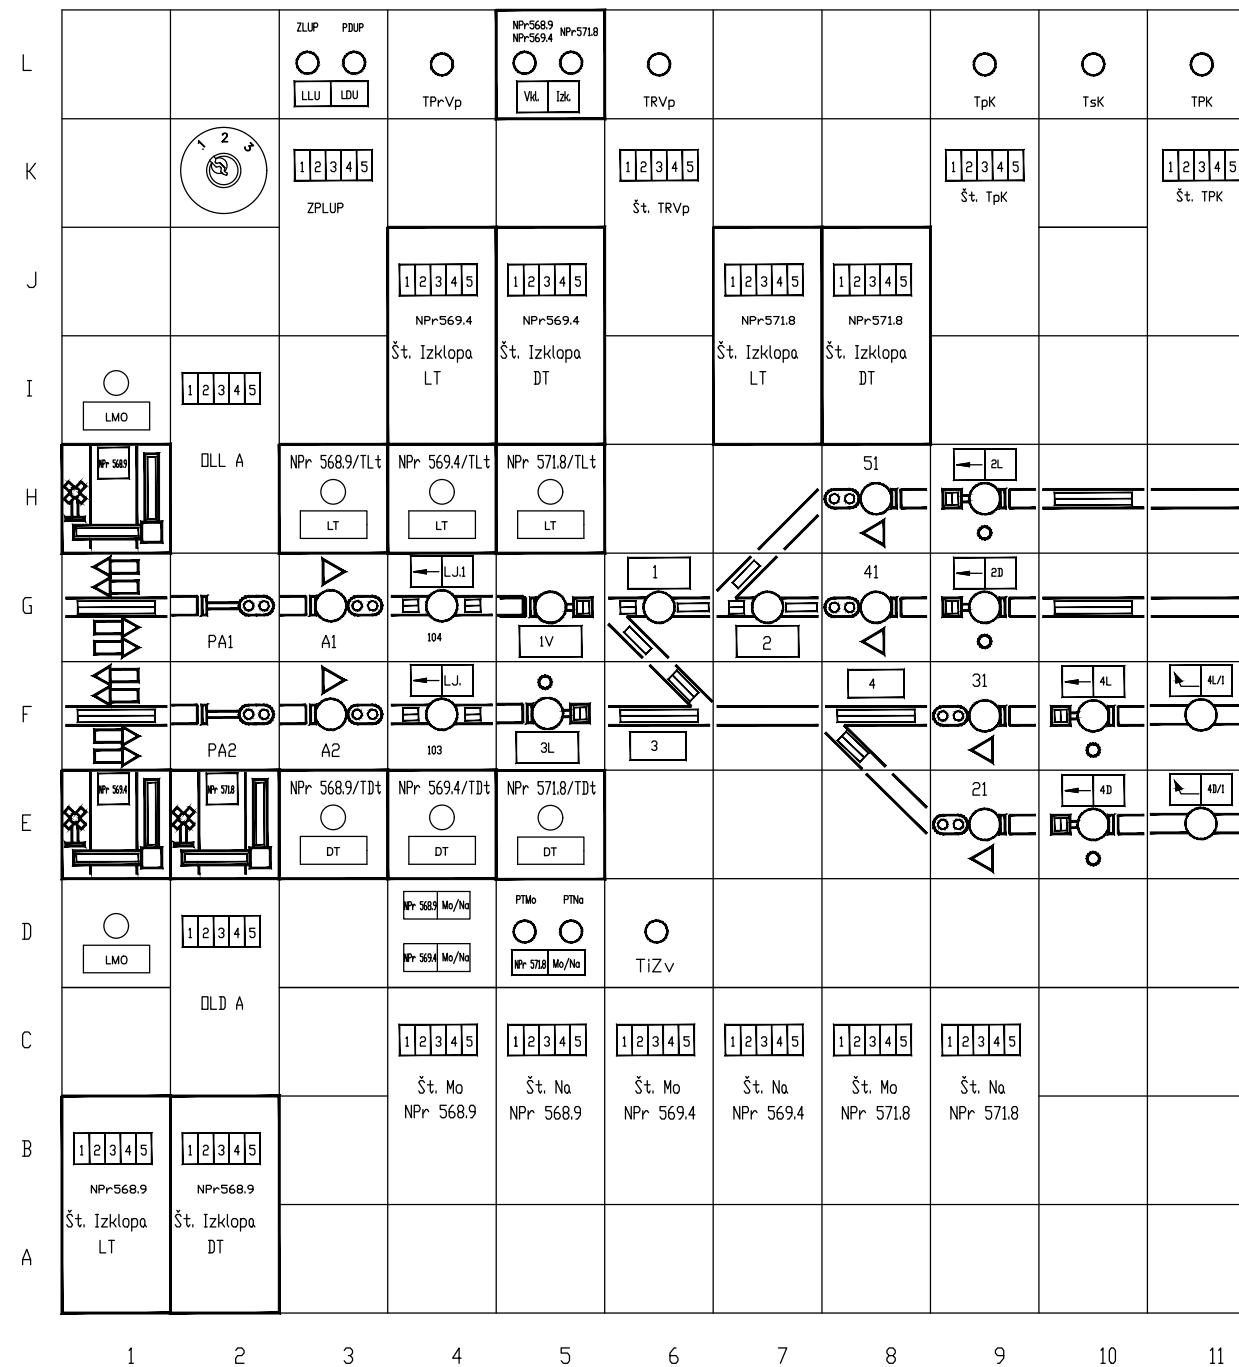 L
ZLUP PDUP
LLU LDU
TPrVp
NPr568.9
NPr569.4 NPr571.8
Vkl. Izk.
TRVp
TpK
TsK
TPK
K
1 2 3
1 2 3 4 5
ZPLUP
1 2 3 4 5
Št. TRVp
1 2 3 4 5
Št. TpK
1 2 3 4 5
Št. TPK
J
1 2 3 4 5
NPr569.4
Št. Izklopa
LT
1 2 3 4 5
NPr569.4
Št. Izklopa
DT
1 2 3 4 5
NPr571.8
Št. Izklopa
LT
1 2 3 4 5
NPr571.8
Št. Izklopa
DT
I
LMO
1 2 3 4 5
OLL A
H
NPr 568.9
NPr 568.9/TLt
LT
NPr 569.4/TLt
LT
NPr 571.8/TLt
LT
51
2L
G
PA1
A1
LJ.1
104
1V
1
2
41
2D
F
PA2
A2
LJ.
103
3L
3
4
31
4L
4L/1
E
NPr 569.4
NPr 571.8
NPr 568.9/TDt
DT
NPr 569.4/TDt
DT
NPr 571.8/TDt
DT
21
4D
4D/1
D
LMO
1 2 3 4 5
OLD A
NPr 568.9 Mo/Na
NPr 569.4 Mo/Na
PTMo PTNa
NPr 571.8 Mo/Na
TiZv
C
1 2 3 4 5
Št. Mo
NPr 568.9
1 2 3 4 5
Št. Na
NPr 568.9
1 2 3 4 5
Št. Mo
NPr 569.4
1 2 3 4 5
Št. Na
NPr 569.4
1 2 3 4 5
Št. Mo
NPr 571.8
1 2 3 4 5
Št. Na
NPr 571.8
B
1 2 3 4 5
NPr568.9
Št. Izklopa
LT
1 2 3 4 5
NPr568.9
Št. Izklopa
DT
A
1 2 3 4 5 6 7 8 9 10 11